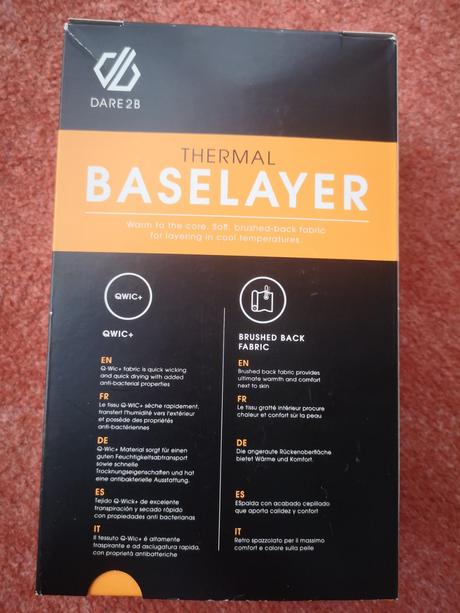 DARE 2B
THERMAL
BASELAYER
Warm to the core. Soft, brushed-back fabric
for layering in cool temperatures.
QWIC+
QWIC+
EN
Q-Wic+ fabric is quick wicking
and quick drying with added
anti-bacterial properties
FR
Le tissu Q-WIC+ sèche rapidement,
transfert l'humidité vers l'extérieur
et possède des propriétés
anti-bactériennes
DE
Q-Wic+ Material sorgt für einen
guten Feuchtigkeitsabtransport
sowie schnelle
Trocknungseigenschaften und hat
eine antibakterielle Ausstattung.
ES
Tejido Q-Wick+ de excelente
transpiración y secado rápido
con propiedades anti bacterianas
IT
Il tessuto Q-Wic+ é altamente
traspirante e ad asciugatura rapida,
con proprietà antibatteriche
BRUSHED BACK
FABRIC
EN
Brushed back fabric provides
ultimate warmth and comfort
next to skin
FR
Le tissu gratté intérieur procure
chaleur et confort sûr la peau
DE
Die angeraute Rückenoberfläche
bietet Wärme und Komfort.
ES
ESpalda con acabado cepillado
que aporta calidez y confort
IT
Retro spazzolato per il massimo
comfort e calore sulla pelle